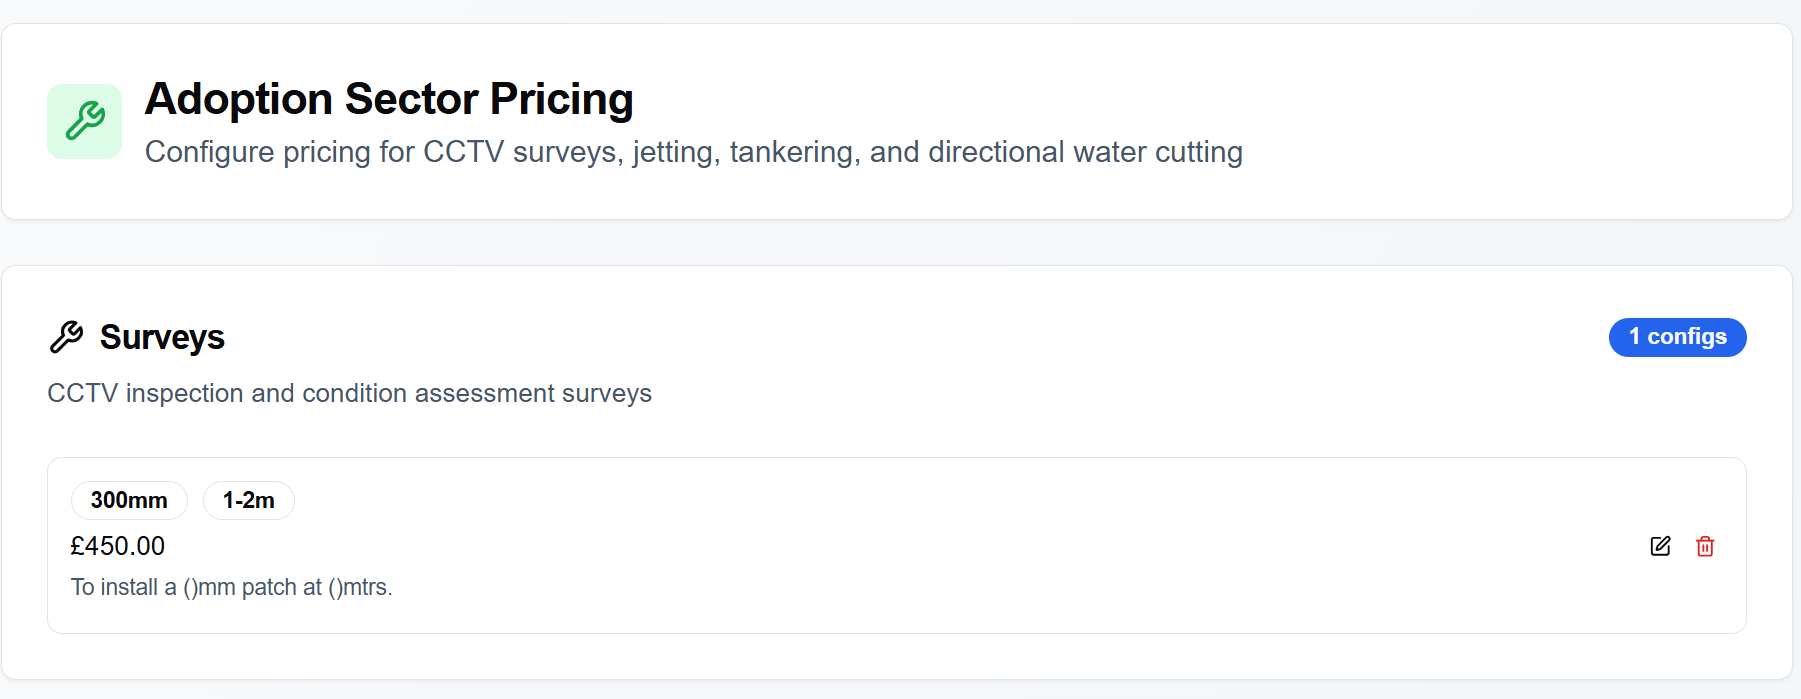 Adoption Sector Pricing
Configure pricing for CCTV surveys, jetting, tankering, and directional water cutting
Surveys
1 configs
CCTV inspection and condition assessment surveys
300mm 1-2m
£450.00
To install a ()mm patch at ()mtrs.